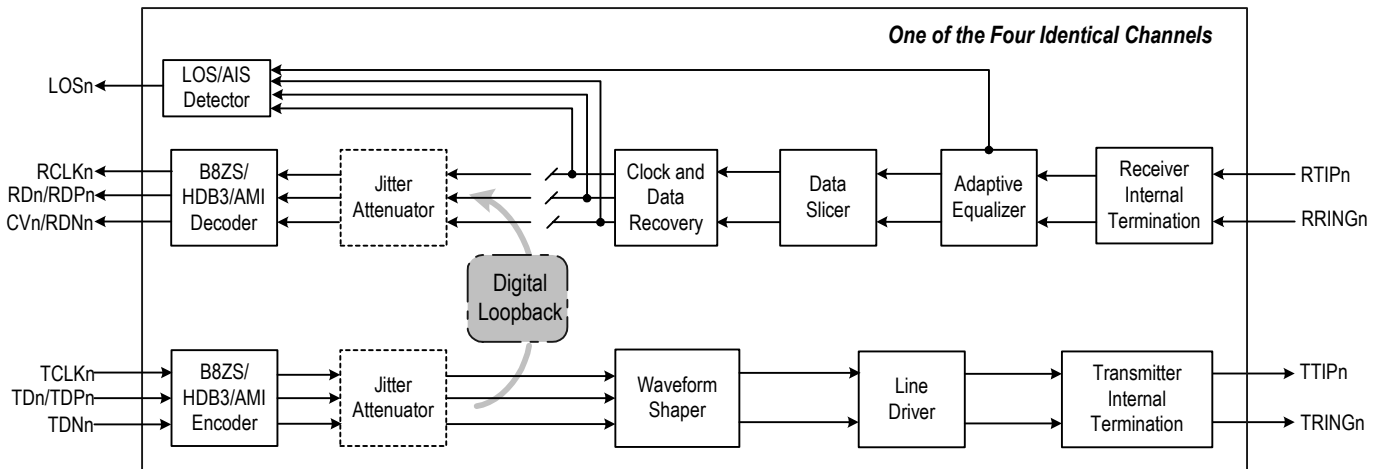 One of the Four Identical Channels
LOSn
LOS/AIS
Detector
RCLKn
RDn/RDPn
CVn/RDNn
B8ZS/
HDB3/AMI
Decoder
Jitter
Attenuator
Clock and
Data
Recovery
Data
Slicer
Adaptive
Equalizer
Receiver
Internal
Termination
RTIPn
RRINGn
Digital
Loopback
TCLKn
TDn/TDPn
TDNn
B8ZS/
HDB3/AMI
Encoder
Jitter
Attenuator
Waveform
Shaper
Line
Driver
Transmitter
Internal
Termination
TTIPn
TRINGn